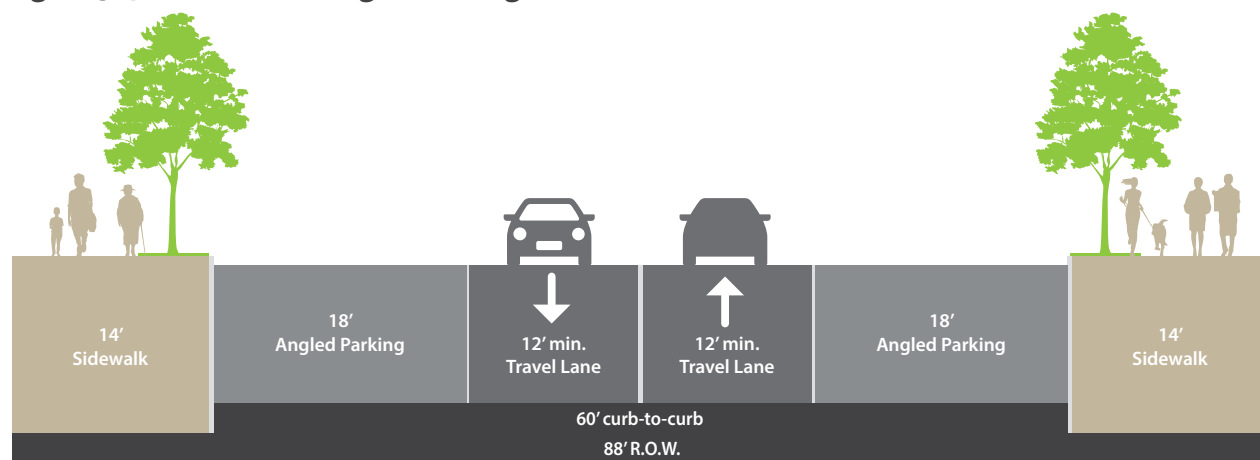 14’
Sidewalk
18’
Angled Parking
12’ min.
Travel Lane
12’ min.
Travel Lane
18’
Angled Parking
14’
Sidewalk
60’ curb-to-curb
88’ R.O.W.